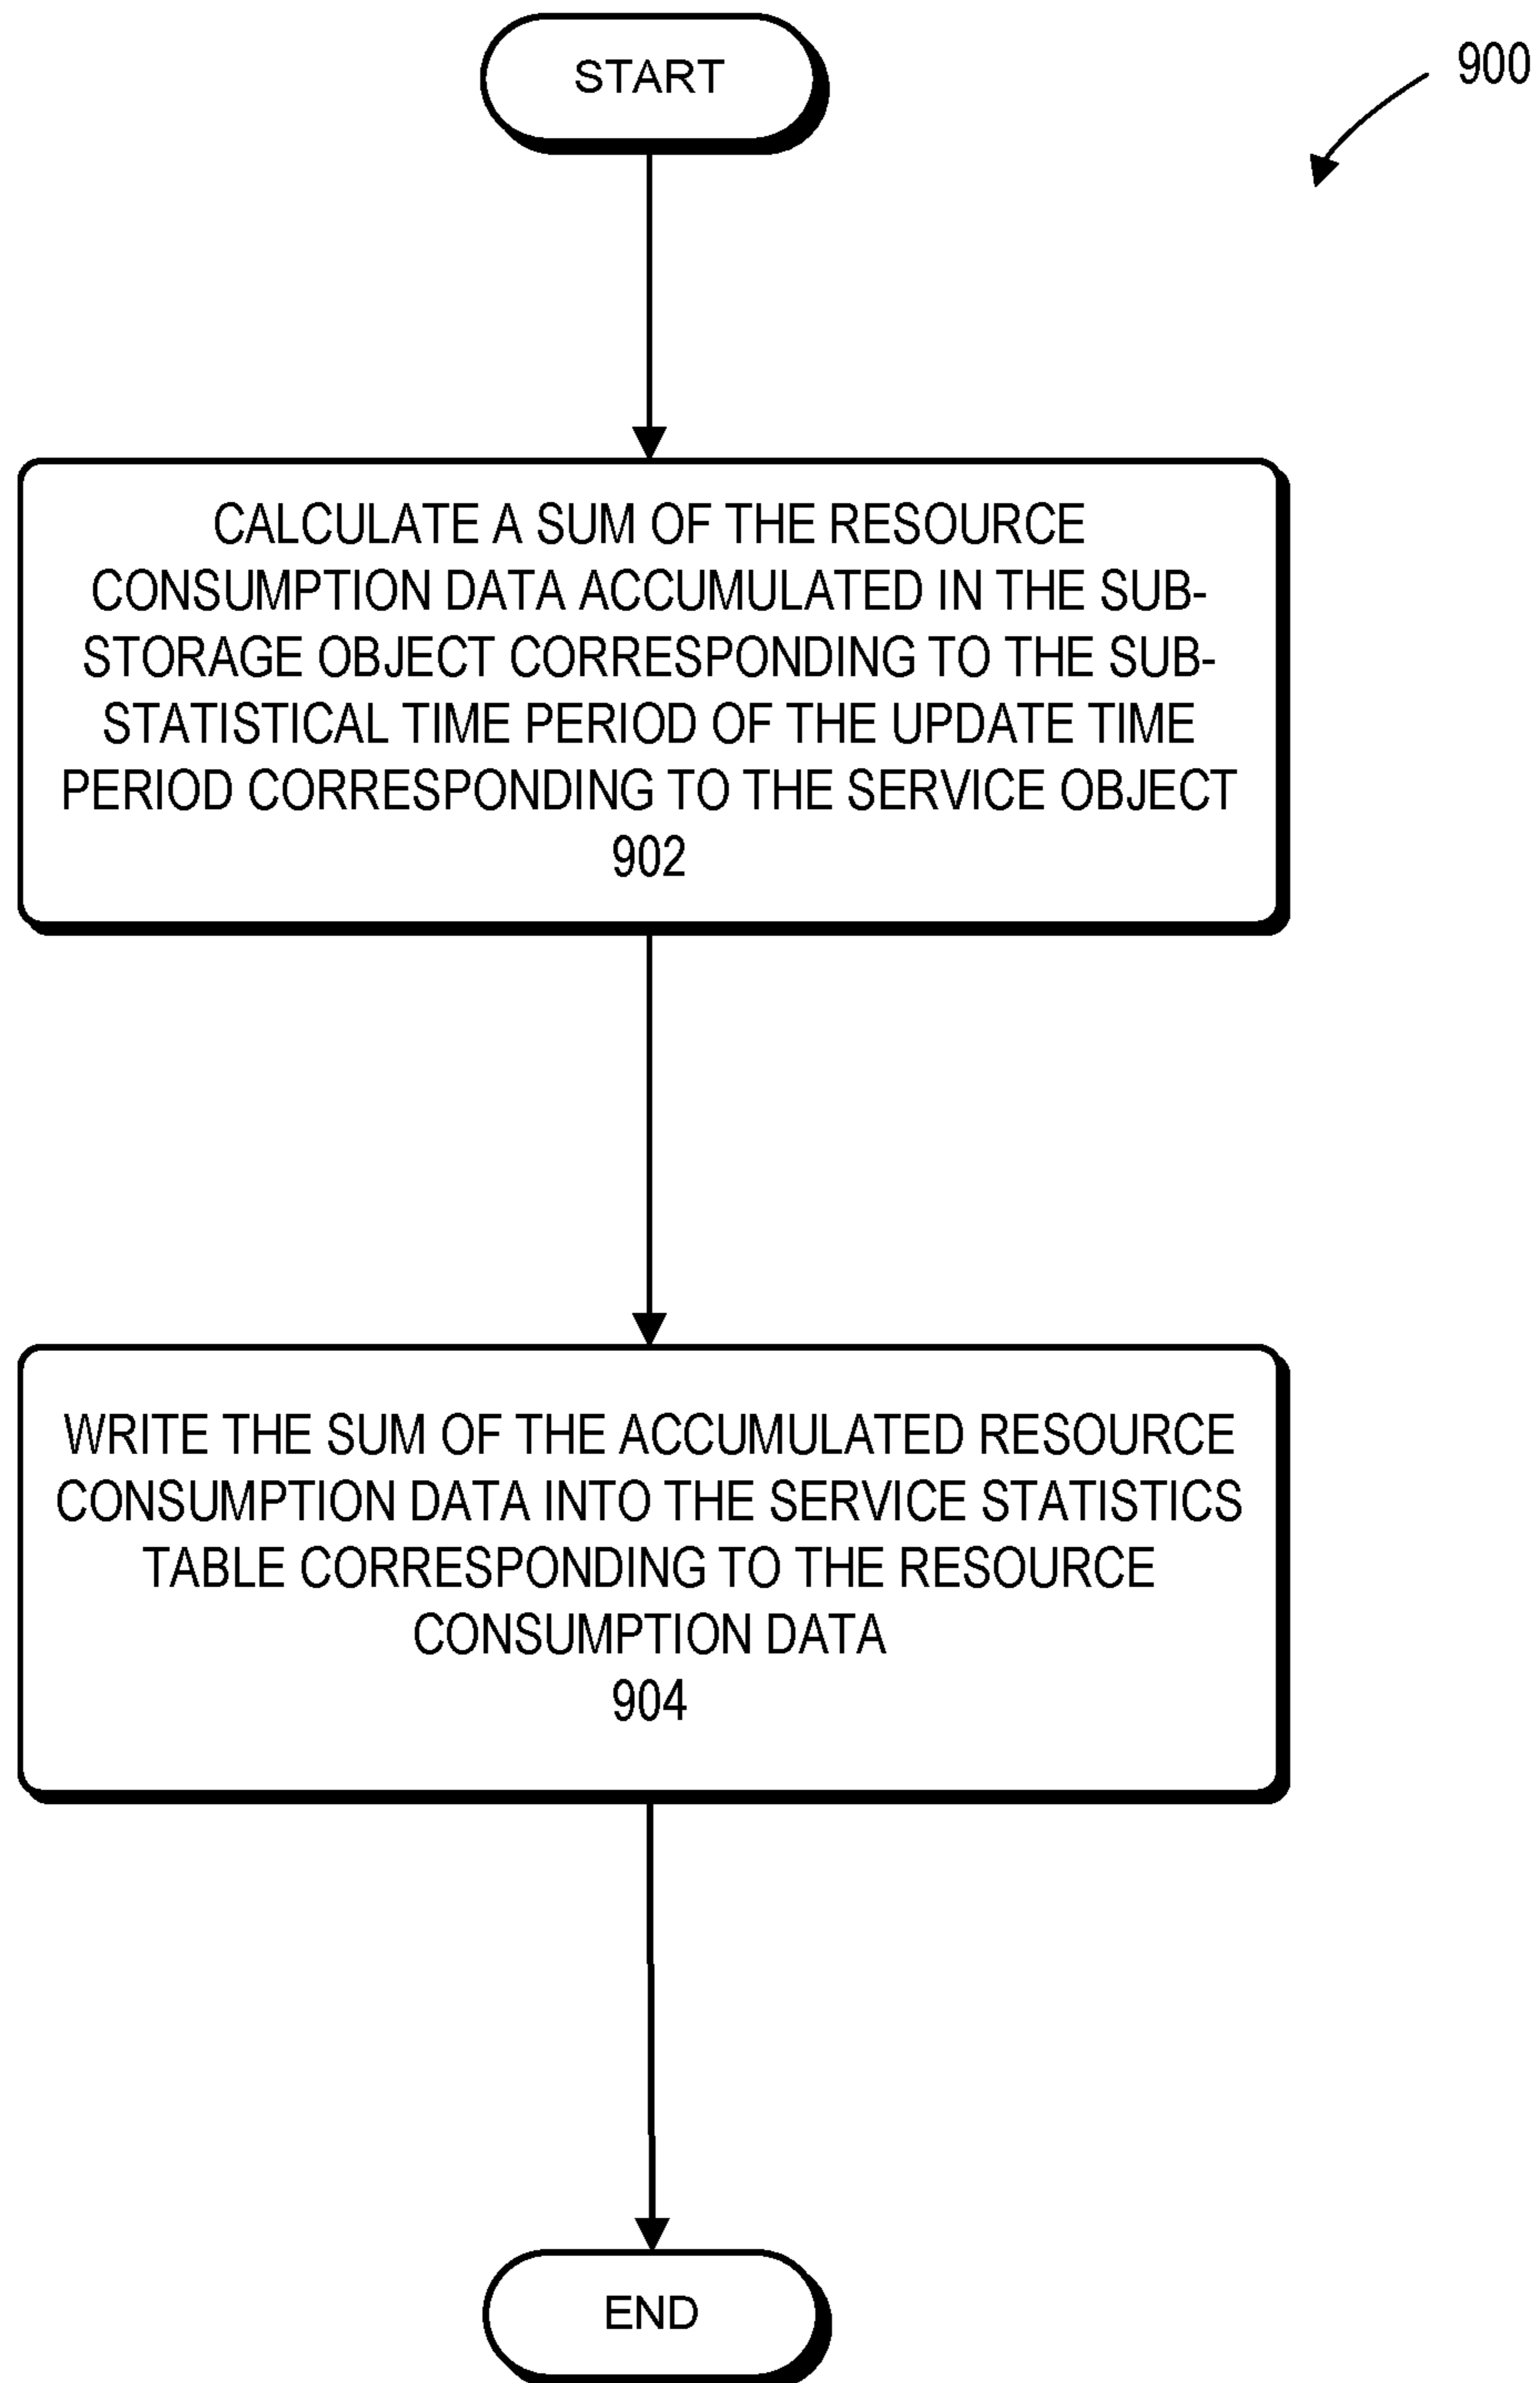 START
900
CALCULATE A SUM OF THE RESOURCE
CONSUMPTION DATA ACCUMULATED IN THE SUB-
STORAGE OBJECT CORRESPONDING TO THE SUB-
STATISTICAL TIME PERIOD OF THE UPDATE TIME
PERIOD CORRESPONDING TO THE SERVICE OBJECT
902
WRITE THE SUM OF THE ACCUMULATED RESOURCE
CONSUMPTION DATA INTO THE SERVICE STATISTICS
TABLE CORRESPONDING TO THE RESOURCE
CONSUMPTION DATA
904
END